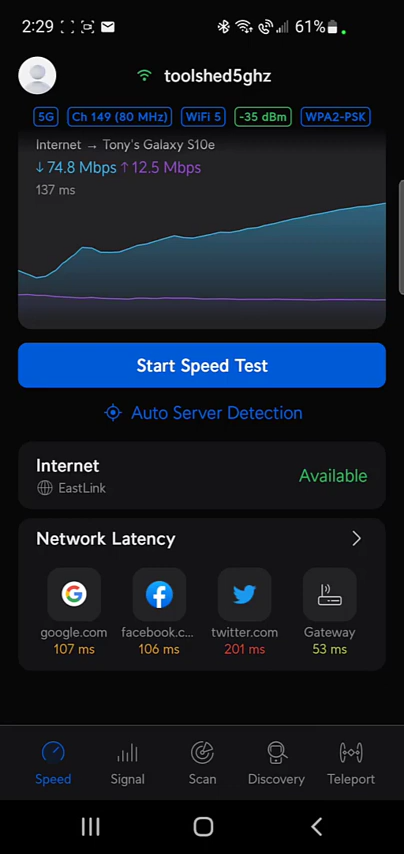 2:29 61%
toolshed5ghz
5G Ch 149 (80 MHz) WiFi 5 -35 dBm WPA2-PSK
Internet → Tony's Galaxy S10e
↓74.8 Mbps ↑12.5 Mbps
137 ms
Start Speed Test
Auto Server Detection
Internet
EastLink
Available
Network Latency
google.com facebook.c... twitter.com Gateway
107 ms 106 ms 201 ms 53 ms
Speed Signal Scan Discovery Teleport